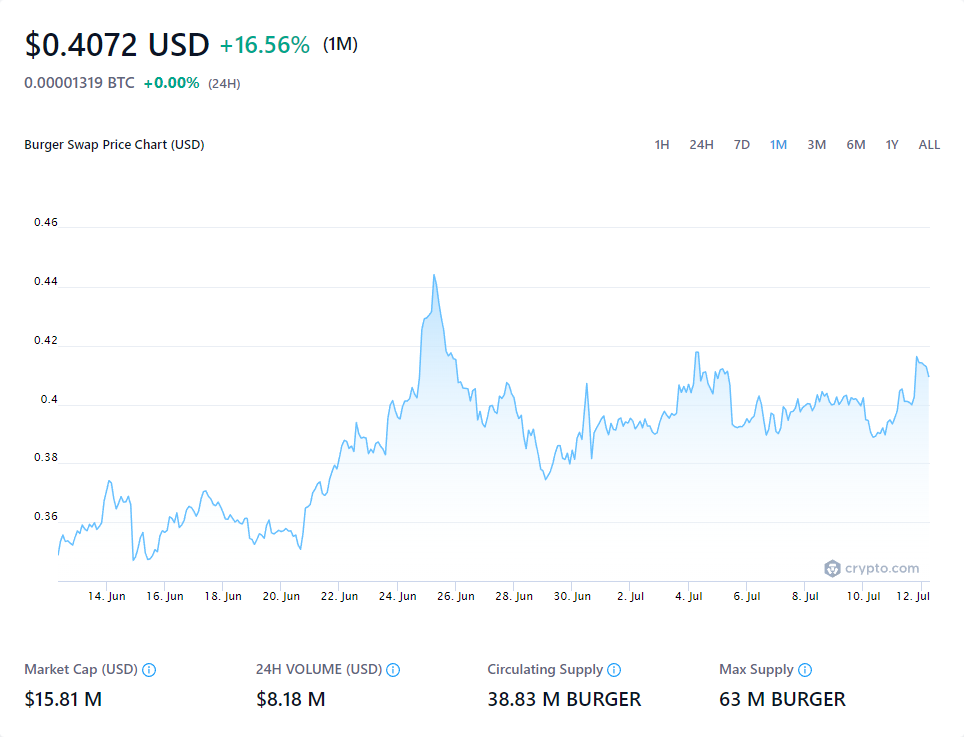 $0.4072 USD +16.56% (1M)
0.00001319 BTC +0.00% (24H)
Burger Swap Price Chart (USD) 1H 24H 7D 1M 3M 6M 1Y ALL
0.46
0.44
0.42
0.4
0.38
0.36
crypto.com
14. Jun 16. Jun 18. Jun 20. Jun 22. Jun 24. Jun 26. Jun 28. Jun 30. Jun 2. Jul 4. Jul 6. Jul 8. Jul 10. Jul 12. Jul
Market Cap (USD) 24H VOLUME (USD) Circulating Supply Max Supply
$15.81 M $8.18 M 38.83 M BURGER 63 M BURGER